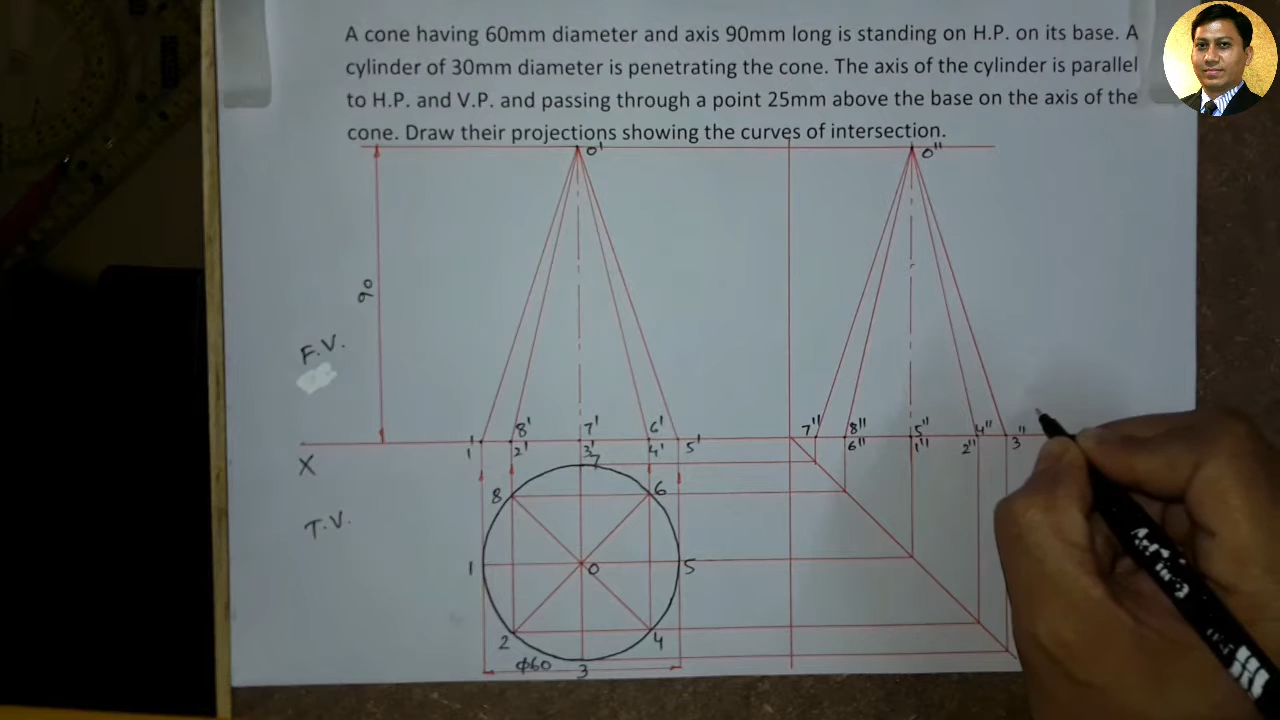 A cone having 60mm diameter and axis 90mm long is standing on H.P. on its base. A
cylinder of 30mm diameter is penetrating the cone. The axis of the cylinder is parallel
to H.P. and V.P. and passing through a point 25mm above the base on the axis of the
cone. Draw their projections showing the curves of intersection.
O' O"
90
F.V.
8' 7' 6' 7" 8" 5" 4"
X 1' 2' 3' 4' 5' 6" 1" 2" 3"
7
8 6
T.V.
1 O 5
2 4
ϕ60 3